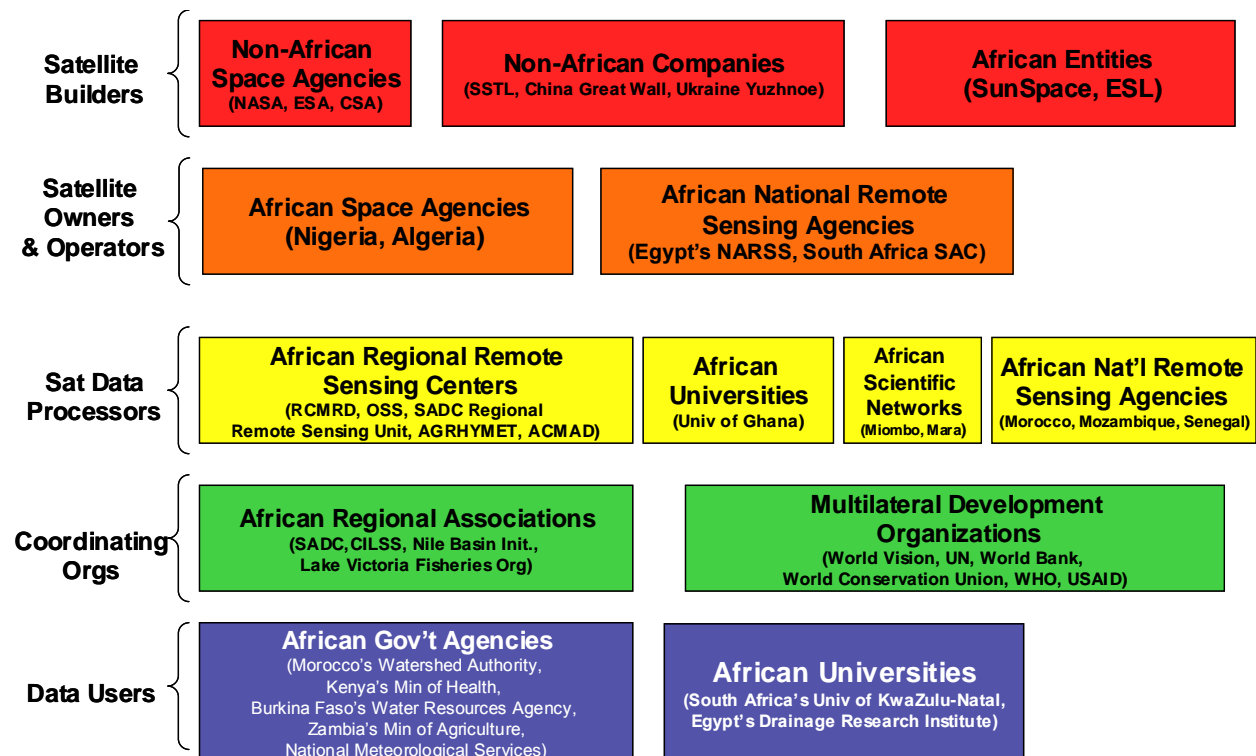 Satellite
Builders
Non-African
Space Agencies
(NASA, ESA, CSA)
Non-African Companies
(SSTL, China Great Wall, Ukraine Yuzhnoe)
African Entities
(SunSpace, ESL)
Satellite
Owners
& Operators
African Space Agencies
(Nigeria, Algeria)
African National Remote
Sensing Agencies
(Egypt's NARSS, South Africa SAC)
Sat Data
Processors
African Regional Remote
Sensing Centers
(RCMRD, OSS, SADC Regional
Remote Sensing Unit, AGRHYMET, ACMAD)
African
Universities
(Univ of Ghana)
African
Scientific
Networks
(Miombo, Mara)
African Nat'l Remote
Sensing Agencies
(Morocco, Mozambique, Senegal)
Coordinating
Orgs
African Regional Associations
(SADC,CILSS, Nile Basin Init.,
Lake Victoria Fisheries Org)
Multilateral Development
Organizations
(World Vision, UN, World Bank,
World Conservation Union, WHO, USAID)
Data Users
African Gov't Agencies
(Morocco's Watershed Authority,
Kenya's Min of Health,
Burkina Faso's Water Resources Agency,
Zambia's Min of Agriculture,
National Meteorological Services)
African Universities
(South Africa's Univ of KwaZulu-Natal,
Egypt's Drainage Research Institute)